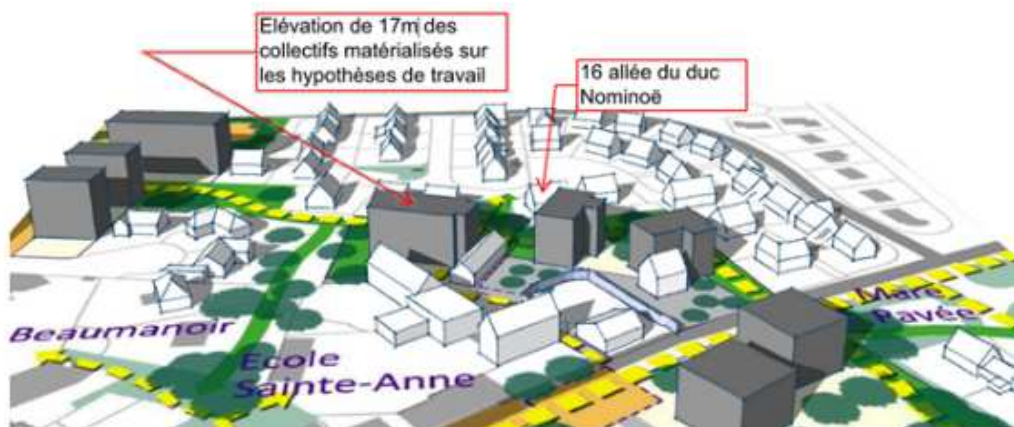 Elévation de 17m des
collectifs matérialisés sur
les hypothèses de travail
16 allée du duc
Nominoë
Beaumanoir
Ecole
Sainte-Anne
Mare
Pavée